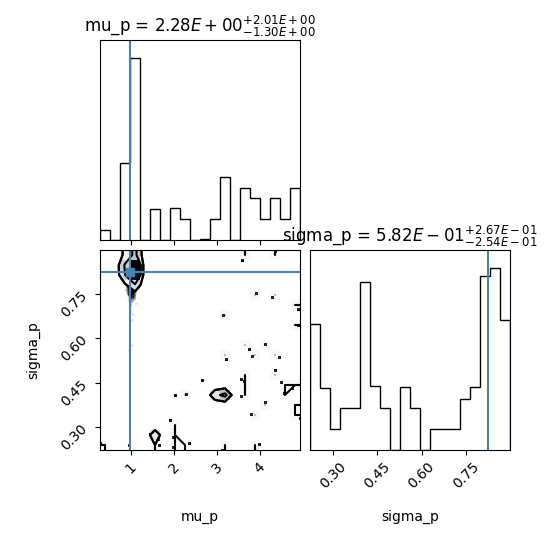 mu_p = 2.28E + 00+2.01E+00 −1.30E+00
sigma_p = 5.82E − 01+2.67E−01 −2.54E−01
sigma_p
0.75
0.60
0.45
0.30
1 2 3 4
0.30 0.45 0.60 0.75
mu_p
sigma_p